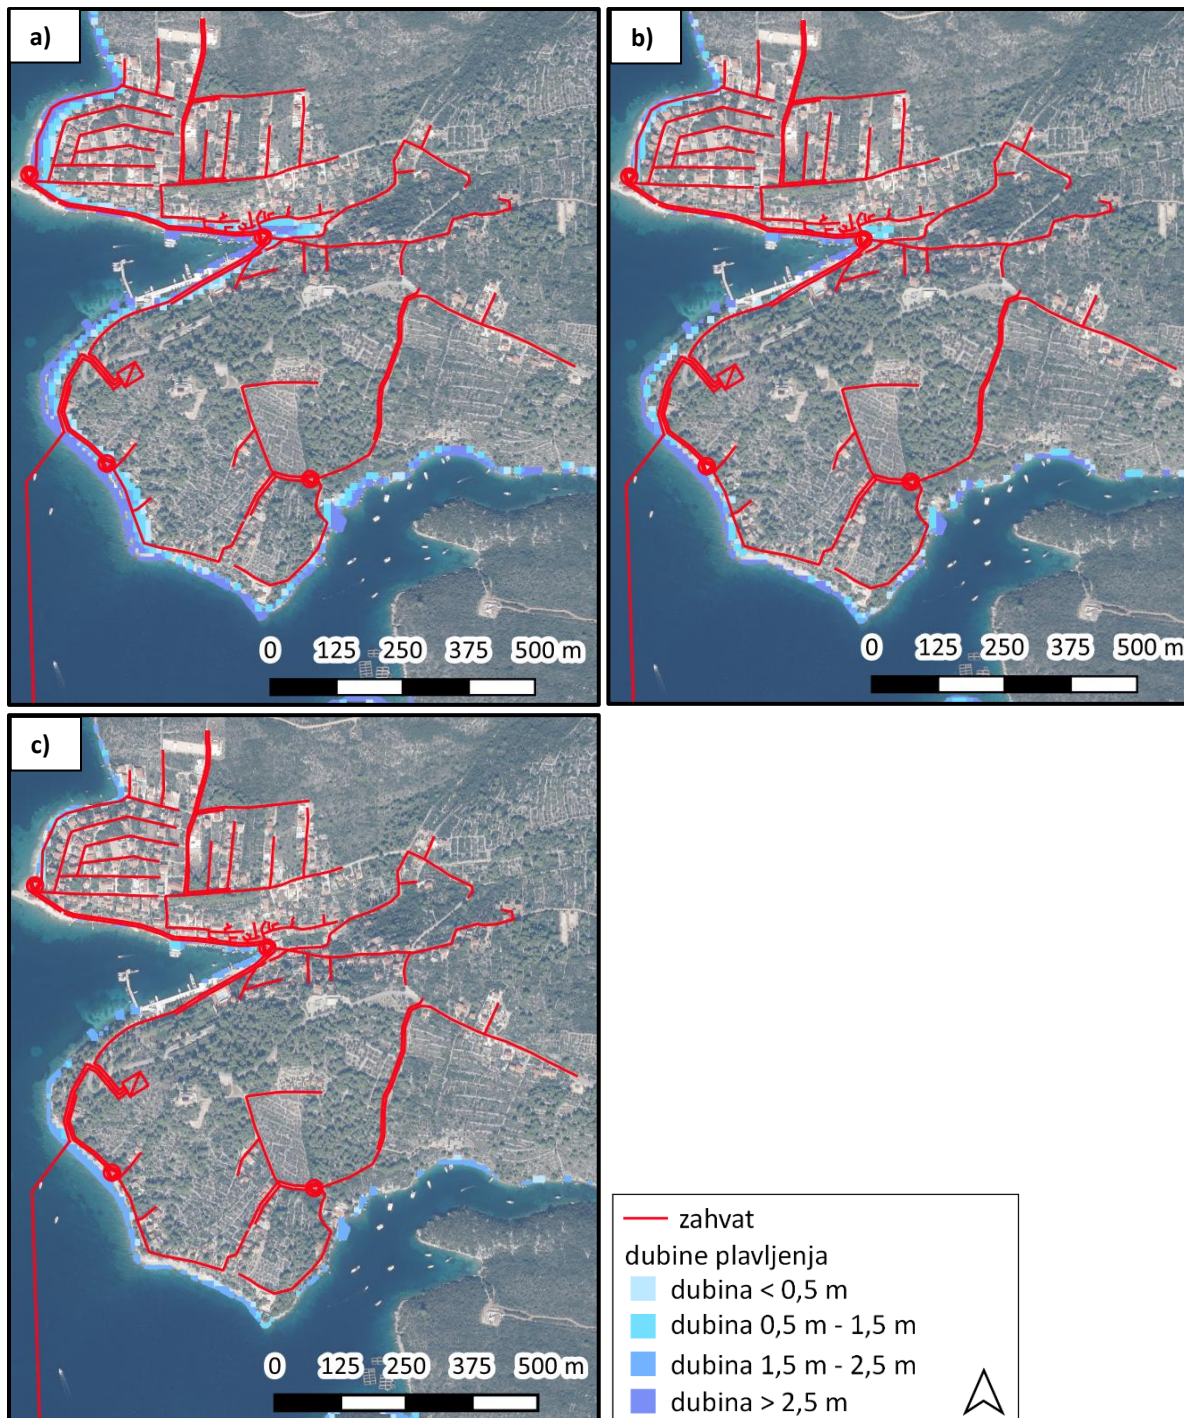 a)
b)
0 125 250 375 500 m
0 125 250 375 500 m
c)
0 125 250 375 500 m
zahvat
dubine plavljenja
dubina < 0,5 m
dubina 0,5 m - 1,5 m
dubina 1,5 m - 2,5 m
dubina > 2,5 m